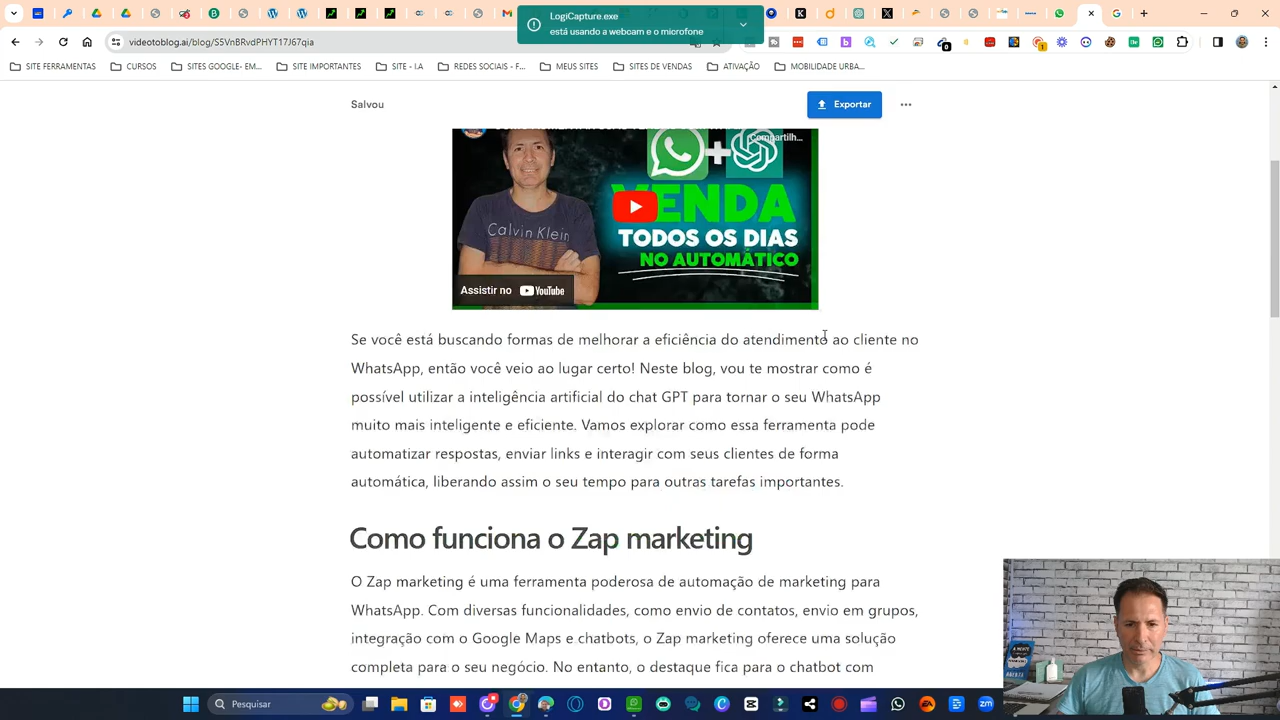 LogiCapture.exe
está usando a webcam e o microfone
videotoblog.ai/blog/S5VnBRvdPHYT17J67qia
SITE FERRAMENTAS
CURSOS
SITES GOOGLE - EM...
SITE IMPORTANTES
SITE - I.A
REDES SOCIAIS - F...
MEUS SITES
SITES DE VENDAS
ATIVAÇÃO
MOBILIDADE URBA...
Salvou
Exportar
Compartilh...
VENDA
TODOS OS DIAS
NO AUTOMÁTICO
Calvin Klein
Assistir no YouTube
Se você está buscando formas de melhorar a eficiência do atendimento ao cliente no
WhatsApp, então você veio ao lugar certo! Neste blog, vou te mostrar como é
possível utilizar a inteligência artificial do chat GPT para tornar o seu WhatsApp
muito mais inteligente e eficiente. Vamos explorar como essa ferramenta pode
automatizar respostas, enviar links e interagir com seus clientes de forma
automática, liberando assim o seu tempo para outras tarefas importantes.
Como funciona o Zap marketing
O Zap marketing é uma ferramenta poderosa de automação de marketing para
WhatsApp. Com diversas funcionalidades, como envio de contatos, envio em grupos,
integração com o Google Maps e chatbots, o Zap marketing oferece uma solução
completa para o seu negócio. No entanto, o destaque fica para o chatbot com
A MENTE
Pesquisar